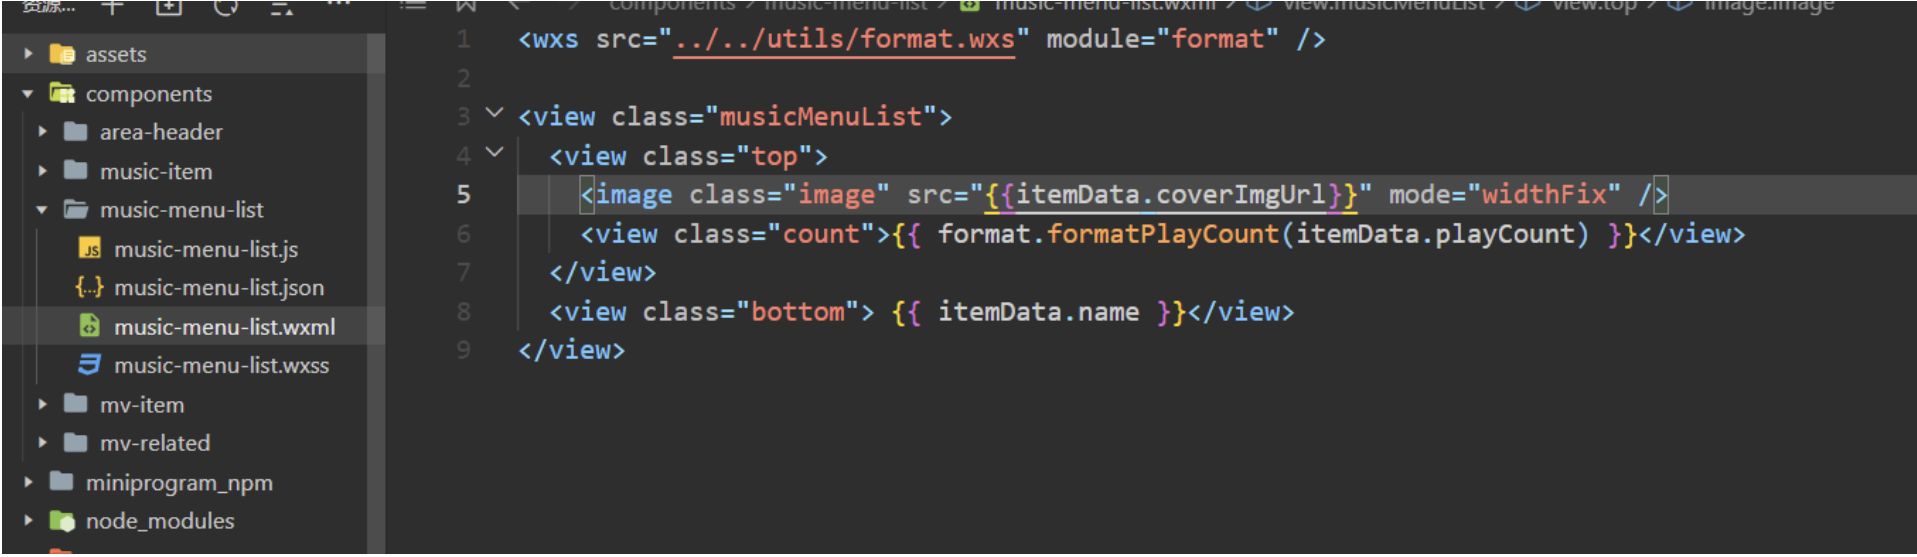 资源...
components > music-menu-list > music-menu-list.wxml > view.musicMenuList > view.top > image.image
assets
components
area-header
music-item
music-menu-list
JS music-menu-list.js
{...} music-menu-list.json
music-menu-list.wxml
music-menu-list.wxss
mv-item
mv-related
miniprogram_npm
node_modules
1 <wxs src="../../utils/format.wxs" module="format" />
2
3 <view class="musicMenuList">
4 <view class="top">
5 <image class="image" src="{{itemData.coverImgUrl}}" mode="widthFix" />
6 <view class="count">{{ format.formatPlayCount(itemData.playCount) }}</view>
7 </view>
8 <view class="bottom"> {{ itemData.name }}</view>
9 </view>